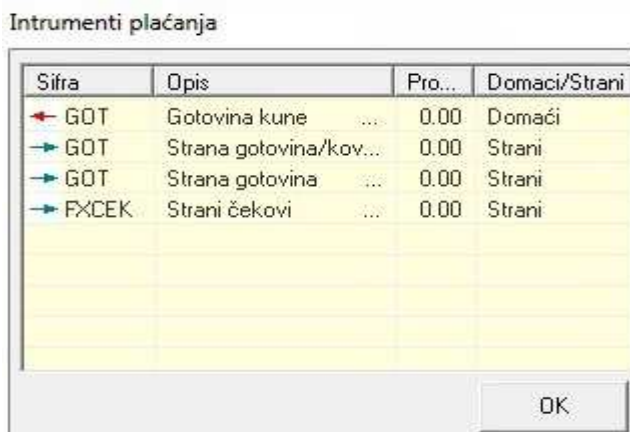 Intrumenti plaćanja
Sifra Opis Pro... Domaci/Strani
GOT Gotovina kune ... 0.00 Domaći
GOT Strana gotovina/kov... 0.00 Strani
GOT Strana gotovina ... 0.00 Strani
FXCEK Strani čekovi ... 0.00 Strani
OK